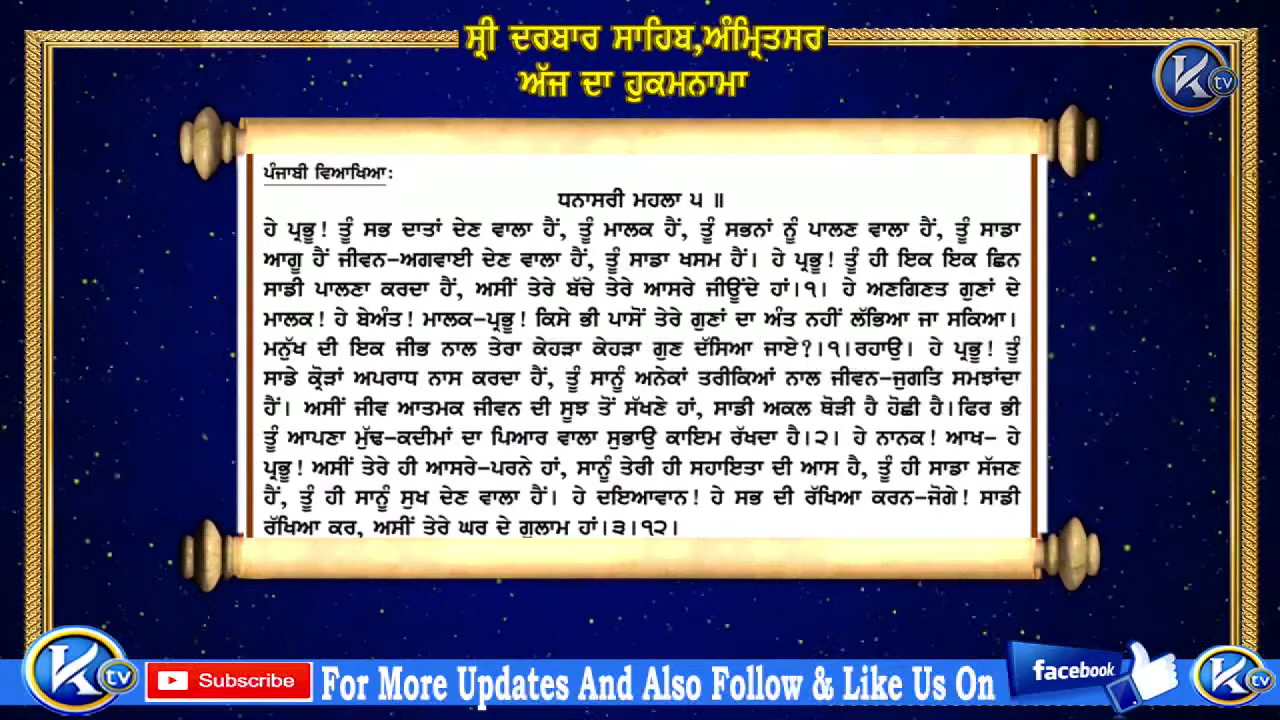 ਸ੍ਰੀ ਦਰਬਾਰ ਸਾਹਿਬ,ਅੰਮ੍ਰਿਤਸਰ
ਅੱਜ ਦਾ ਹੁਕਮਨਾਮਾ
K tv
ਪੰਜਾਬੀ ਵਿਆਖਿਆ:
ਧਨਾਸਰੀ ਮਹਲਾ ੫ ॥
ਹੇ ਪ੍ਰਭੂ! ਤੂੰ ਸਭ ਦਾਤਾਂ ਦੇਣ ਵਾਲਾ ਹੈਂ, ਤੂੰ ਮਾਲਕ ਹੈਂ, ਤੂੰ ਸਭਨਾਂ ਨੂੰ ਪਾਲਣ ਵਾਲਾ ਹੈਂ, ਤੂੰ ਸਾਡਾ
ਆਗੂ ਹੈਂ ਜੀਵਨ-ਅਗਵਾਈ ਦੇਣ ਵਾਲਾ ਹੈਂ, ਤੂੰ ਸਾਡਾ ਖਸਮ ਹੈਂ। ਹੇ ਪ੍ਰਭੂ! ਤੂੰ ਹੀ ਇਕ ਇਕ ਛਿਨ
ਸਾਡੀ ਪਾਲਣਾ ਕਰਦਾ ਹੈਂ, ਅਸੀਂ ਤੇਰੇ ਬੱਚੇ ਤੇਰੇ ਆਸਰੇ ਜੀਊਂਦੇ ਹਾਂ।੧। ਹੇ ਅਣਗਿਣਤ ਗੁਣਾਂ ਦੇ
ਮਾਲਕ! ਹੇ ਬੇਅੰਤ! ਮਾਲਕ-ਪ੍ਰਭੂ! ਕਿਸੇ ਭੀ ਪਾਸੋਂ ਤੇਰੇ ਗੁਣਾਂ ਦਾ ਅੰਤ ਨਹੀਂ ਲੱਭਿਆ ਜਾ ਸਕਿਆ।
ਮਨੁੱਖ ਦੀ ਇਕ ਜੀਭ ਨਾਲ ਤੇਰਾ ਕੇਹੜਾ ਕੇਹੜਾ ਗੁਣ ਦੱਸਿਆ ਜਾਏ?।੧।ਰਹਾਉ। ਹੇ ਪ੍ਰਭੂ! ਤੂੰ
ਸਾਡੇ ਕ੍ਰੋੜਾਂ ਅਪਰਾਧ ਨਾਸ ਕਰਦਾ ਹੈਂ, ਤੂੰ ਸਾਨੂੰ ਅਨੇਕਾਂ ਤਰੀਕਿਆਂ ਨਾਲ ਜੀਵਨ-ਜੁਗਤਿ ਸਮਝਾਂਦਾ
ਹੈਂ। ਅਸੀਂ ਜੀਵ ਆਤਮਕ ਜੀਵਨ ਦੀ ਸੂਝ ਤੋਂ ਸੱਖਣੇ ਹਾਂ, ਸਾਡੀ ਅਕਲ ਥੋੜੀ ਹੈ ਹੋਛੀ ਹੈ।ਫਿਰ ਭੀ
ਤੂੰ ਆਪਣਾ ਮੁੱਢ-ਕਦੀਮਾਂ ਦਾ ਪਿਆਰ ਵਾਲਾ ਸੁਭਾਉ ਕਾਇਮ ਰੱਖਦਾ ਹੈ।੨। ਹੇ ਨਾਨਕ! ਆਖ- ਹੇ
ਪ੍ਰਭੂ! ਅਸੀਂ ਤੇਰੇ ਹੀ ਆਸਰੇ-ਪਰਨੇ ਹਾਂ, ਸਾਨੂੰ ਤੇਰੀ ਹੀ ਸਹਾਇਤਾ ਦੀ ਆਸ ਹੈ, ਤੂੰ ਹੀ ਸਾਡਾ ਸੱਜਣ
ਹੈਂ, ਤੂੰ ਹੀ ਸਾਨੂੰ ਸੁਖ ਦੇਣ ਵਾਲਾ ਹੈਂ। ਹੇ ਦਇਆਵਾਨ! ਹੇ ਸਭ ਦੀ ਰੱਖਿਆ ਕਰਨ-ਜੋਗੇ! ਸਾਡੀ
ਰੱਖਿਆ ਕਰ, ਅਸੀਂ ਤੇਰੇ ਘਰ ਦੇ ਗੁਲਾਮ ਹਾਂ।੩।੧੨।
K tv Subscribe For More Updates And Also Follow & Like Us On facebook K tv